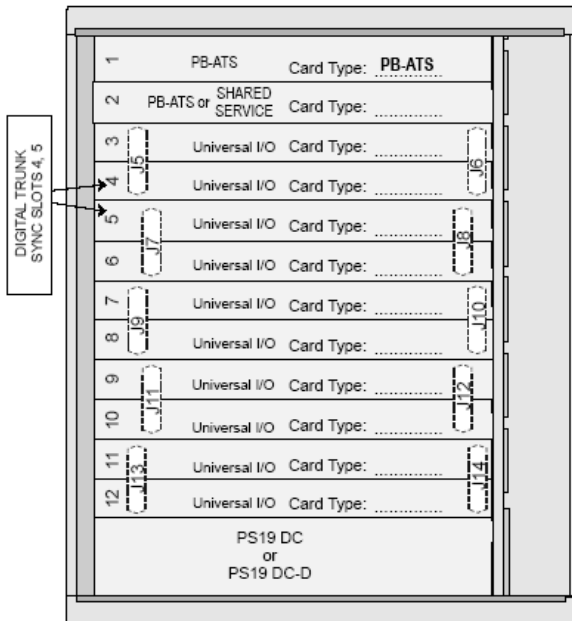 1 PB-ATS Card Type: .............. PB-ATS
2 PB-ATS or SHARED SERVICE Card Type: ..............
DIGITAL TRUNK
SYNC SLOTS 4, 5
3 Universal I/O Card Type: ..............
J5 J6
4 Universal I/O Card Type: ..............
5 Universal I/O Card Type: ..............
J7 J8
6 Universal I/O Card Type: ..............
7 Universal I/O Card Type: ..............
J9 J10
8 Universal I/O Card Type: ..............
9 Universal I/O Card Type: ..............
J11 J12
10 Universal I/O Card Type: ..............
11 Universal I/O Card Type: ..............
J13 J14
12 Universal I/O Card Type: ..............
PS19 DC
or
PS19 DC-D